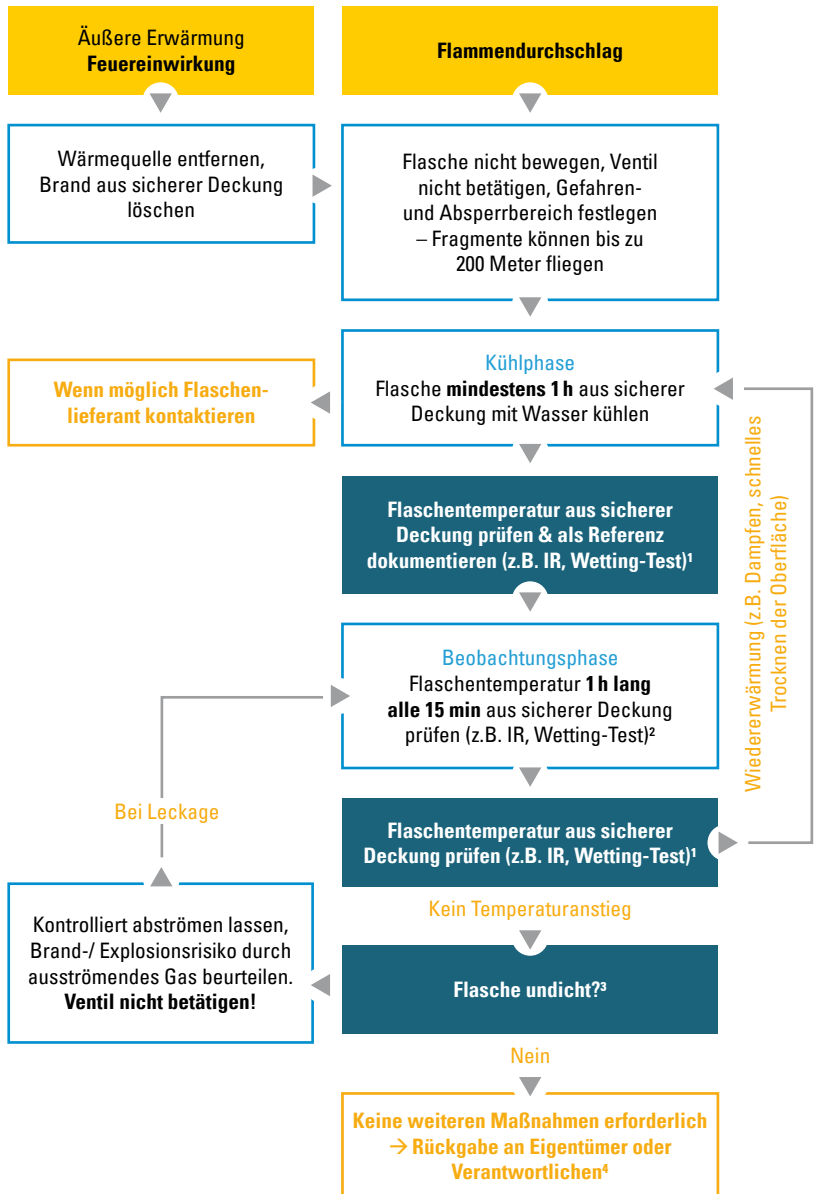 Äußere Erwärmung
Feuereinwirkung
Flammendurchschlag
Wärmequelle entfernen,
Brand aus sicherer Deckung
löschen
Flasche nicht bewegen, Ventil
nicht betätigen, Gefahren-
und Absperrbereich festlegen
– Fragmente können bis zu
200 Meter fliegen
Kühlphase
Flasche mindestens 1 h aus sicherer
Deckung mit Wasser kühlen
Wenn möglich Flaschen-
lieferant kontaktieren
Flaschentemperatur aus sicherer
Deckung prüfen & als Referenz
dokumentieren (z.B. IR, Wetting-Test)¹
Beobachtungsphase
Flaschentemperatur 1 h lang
alle 15 min aus sicherer Deckung
prüfen (z.B. IR, Wetting-Test)²
Flaschentemperatur aus sicherer
Deckung prüfen (z.B. IR, Wetting-Test)¹
Wiedererwärmung (z.B. Dampfen, schnelles
Trocknen der Oberfläche)
Kein Temperaturanstieg
Flasche undicht?³
Bei Leckage
Kontrolliert abströmen lassen,
Brand-/ Explosionsrisiko durch
ausströmendes Gas beurteilen.
Ventil nicht betätigen!
Nein
Keine weiteren Maßnahmen erforderlich
→ Rückgabe an Eigentümer oder
Verantwortlichen⁴